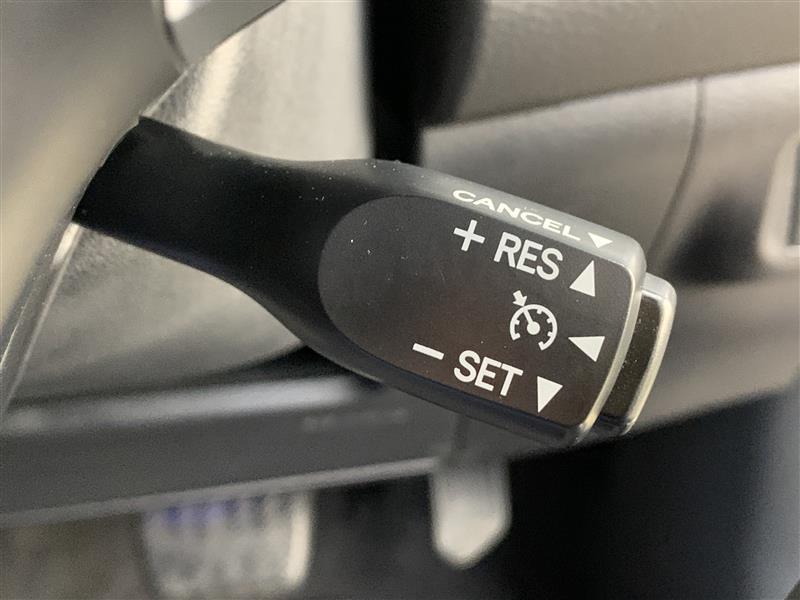 CANCEL
+ RES
- SET